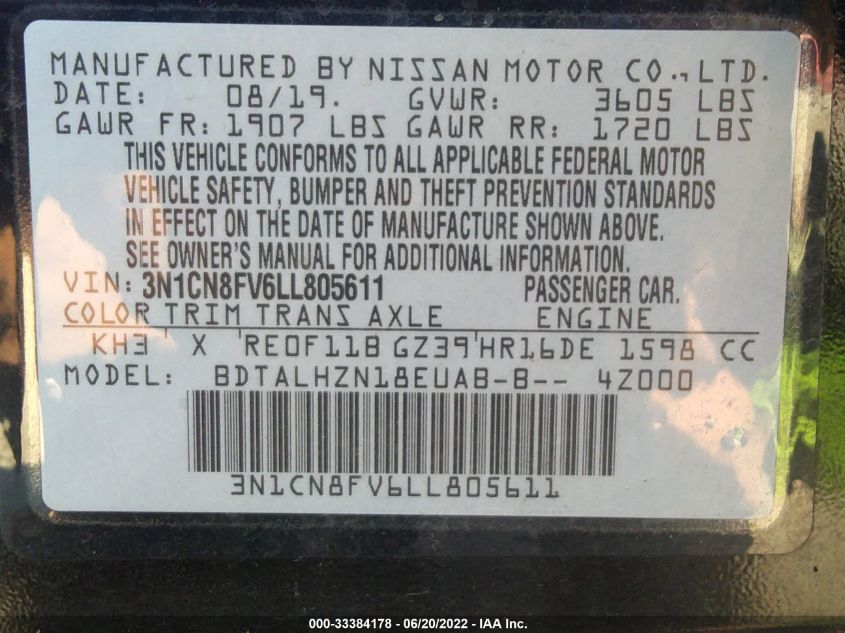 MANUFACTURED BY NISSAN MOTOR CO., LTD.
DATE: 08/19. GVWR: 3605 LBS
GAWR FR: 1907 LBS GAWR RR: 1720 LBS
THIS VEHICLE CONFORMS TO ALL APPLICABLE FEDERAL MOTOR
VEHICLE SAFETY, BUMPER AND THEFT PREVENTION STANDARDS
IN EFFECT ON THE DATE OF MANUFACTURE SHOWN ABOVE.
SEE OWNER'S MANUAL FOR ADDITIONAL INFORMATION.
VIN: 3N1CN8FV6LL805611 PASSENGER CAR.
COLOR TRIM TRANS AXLE ENGINE
KH3 X RE0F11B GZ39 HR16DE 1598 CC
MODEL: BDTALHZN18EUAB-B-- 4Z000
3N1CN8FV6LL805611
000-33384178 - 06/20/2022 - IAA Inc.